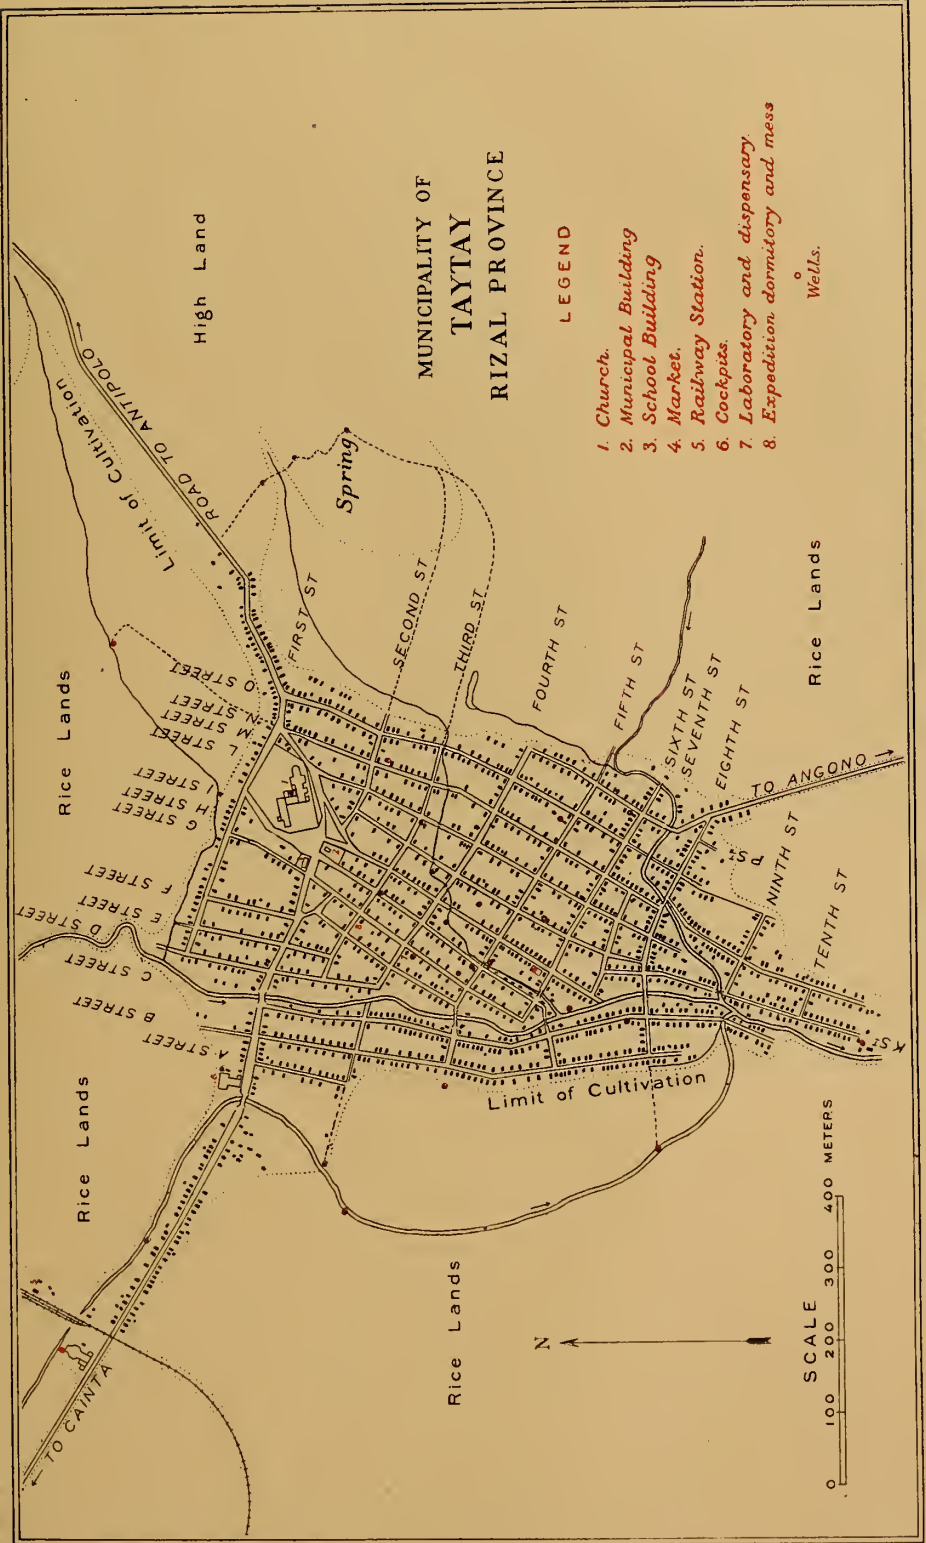 MUNICIPALITY OF
TAYTAY
RIZAL PROVINCE
LEGEND
1. Church.
2. Municipal Building
3. School Building
4. Market.
5. Railway Station.
6. Cockpits.
7. Laboratory and dispensary.
8. Expedition dormitory and mess
Wells.
High Land
ROAD TO ANTIPOLO
Limit of Cultivation
Spring
Rice Lands
O STREET
N STREET
M STREET
L STREET
I STREET
H STREET
G STREET
F STREET
E STREET
D STREET
C STREET
B STREET
A STREET
FIRST ST
SECOND ST
THIRD ST
FOURTH ST
FIFTH ST
SIXTH ST
SEVENTH ST
EIGHTH ST
NINTH ST
TENTH ST
P St
K St
TO ANGONO
Rice Lands
Rice Lands
Limit of Cultivation
Rice Lands
TO CAINTA
N
SCALE
0 100 200 300 400 METERS